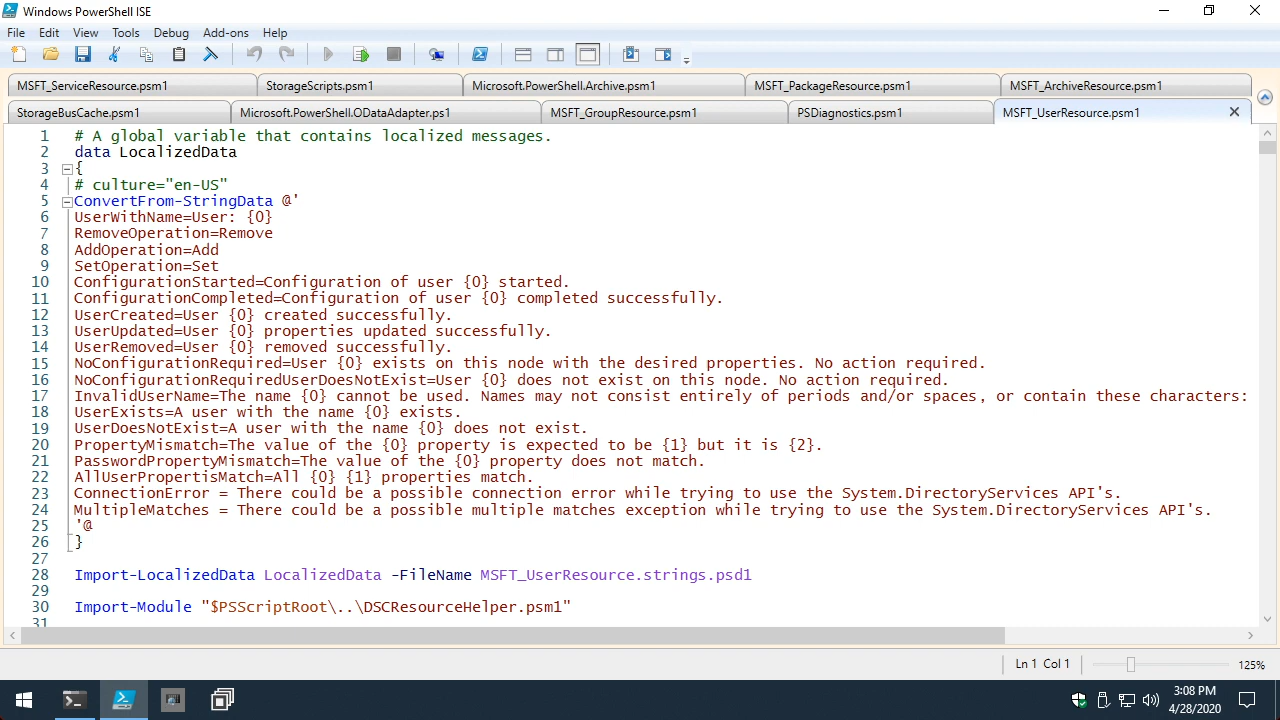 Windows PowerShell ISE
File Edit View Tools Debug Add-ons Help
MSFT_ServiceResource.psm1 StorageScripts.psm1 Microsoft.PowerShell.Archive.psm1 MSFT_PackageResource.psm1 MSFT_ArchiveResource.psm1
StorageBusCache.psm1 Microsoft.PowerShell.ODataAdapter.ps1 MSFT_GroupResource.psm1 PSDiagnostics.psm1 MSFT_UserResource.psm1
1 # A global variable that contains localized messages.
2 data LocalizedData
3 {
4 # culture="en-US"
5 ConvertFrom-StringData @'
6 UserWithName=User: {0}
7 RemoveOperation=Remove
8 AddOperation=Add
9 SetOperation=Set
10 ConfigurationStarted=Configuration of user {0} started.
11 ConfigurationCompleted=Configuration of user {0} completed successfully.
12 UserCreated=User {0} created successfully.
13 UserUpdated=User {0} properties updated successfully.
14 UserRemoved=User {0} removed successfully.
15 NoConfigurationRequired=User {0} exists on this node with the desired properties. No action required.
16 NoConfigurationRequiredUserDoesNotExist=User {0} does not exist on this node. No action required.
17 InvalidUserName=The name {0} cannot be used. Names may not consist entirely of periods and/or spaces, or contain these characters:
18 UserExists=A user with the name {0} exists.
19 UserDoesNotExist=A user with the name {0} does not exist.
20 PropertyMismatch=The value of the {0} property is expected to be {1} but it is {2}.
21 PasswordPropertyMismatch=The value of the {0} property does not match.
22 AllUserPropertisMatch=All {0} {1} properties match.
23 ConnectionError = There could be a possible connection error while trying to use the System.DirectoryServices API's.
24 MultipleMatches = There could be a possible multiple matches exception while trying to use the System.DirectoryServices API's.
25 '@
26 }
27
28 Import-LocalizedData LocalizedData -FileName MSFT_UserResource.strings.psd1
29
30 Import-Module "$PSScriptRoot\..\DSCResourceHelper.psm1"
31
Ln 1 Col 1 125%
3:08 PM
4/28/2020